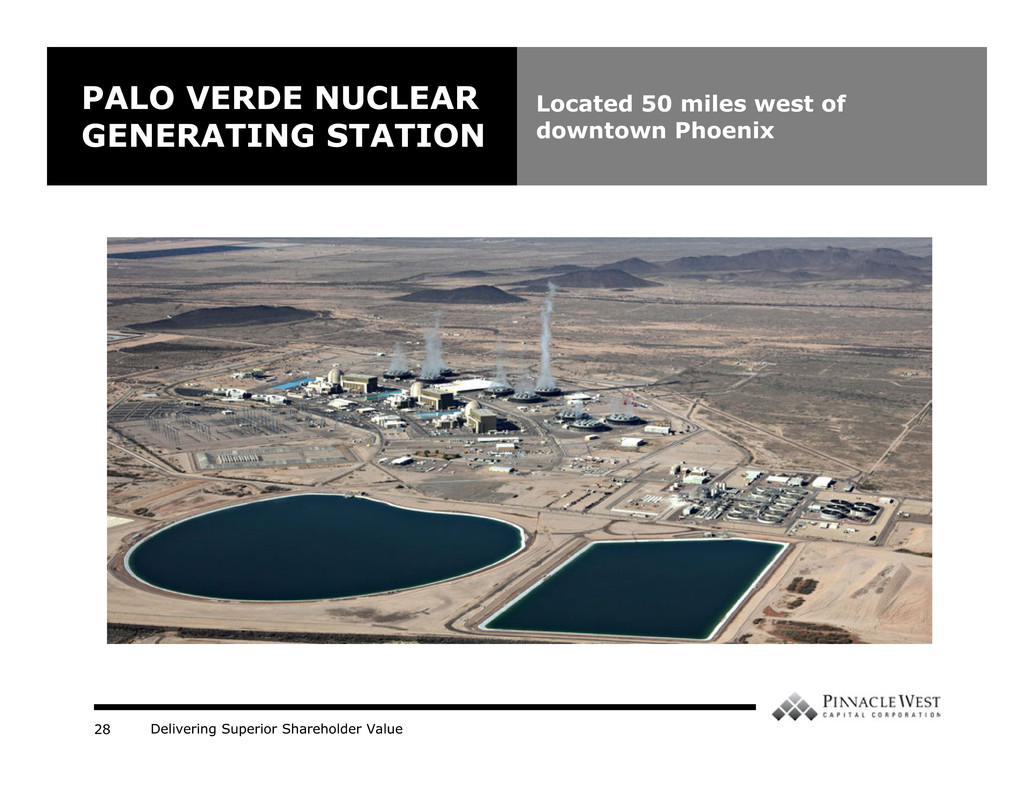 PALO VERDE NUCLEAR
GENERATING STATION
Located 50 miles west of
downtown Phoenix
PINNACLE WEST
CAPITAL CORPORATION
28 Delivering Superior Shareholder Value